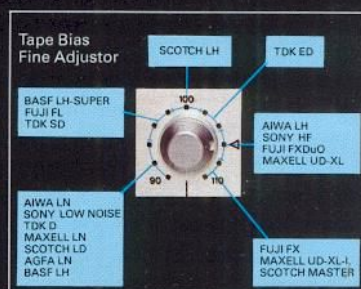 Tape Bias
Fine Adjustor
SCOTCH LH
TDK ED
BASF LH-SUPER
FUJI FL
TDK SD
100
90
110
AIWA LH
SONY HF
FUJI FXDuO
MAXELL UD-XL
AIWA LN
SONY LOW NOISE
TDK D
MAXELL LN
SCOTCH LD
AGFA LN
BASF LH
FUJI FX
MAXELL UD-XL-I.
SCOTCH MASTER